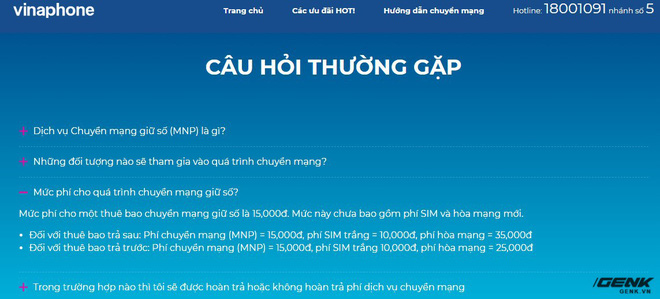 vinaphone
Trang chủ Các ưu đãi HOT! Hướng dẫn chuyển mạng Hotline: 18001091 nhánh số 5
CÂU HỎI THƯỜNG GẶP
+ Dịch vụ Chuyển mạng giữ số (MNP) là gì?
+ Những đối tượng nào sẽ tham gia vào quá trình chuyển mạng?
− Mức phí cho quá trình chuyển mạng giữ số?
Mức phí cho một thuê bao chuyển mạng giữ số là 15,000đ. Mức này chưa bao gồm phí SIM và hòa mạng mới.
• Đối với thuê bao trả sau: Phí chuyển mạng (MNP) = 15,000đ, phí SIM trắng = 10,000đ, phí hòa mạng = 35,000đ
• Đối với thuê bao trả trước: Phí chuyển mạng (MNP) = 15,000đ, phí SIM trắng 10,000đ, phí hòa mạng = 25,000đ
+ Trong trường hợp nào thì tôi sẽ được hoàn trả hoặc không hoàn trả phí dịch vụ chuyển mạng
GENK
GENK.VN